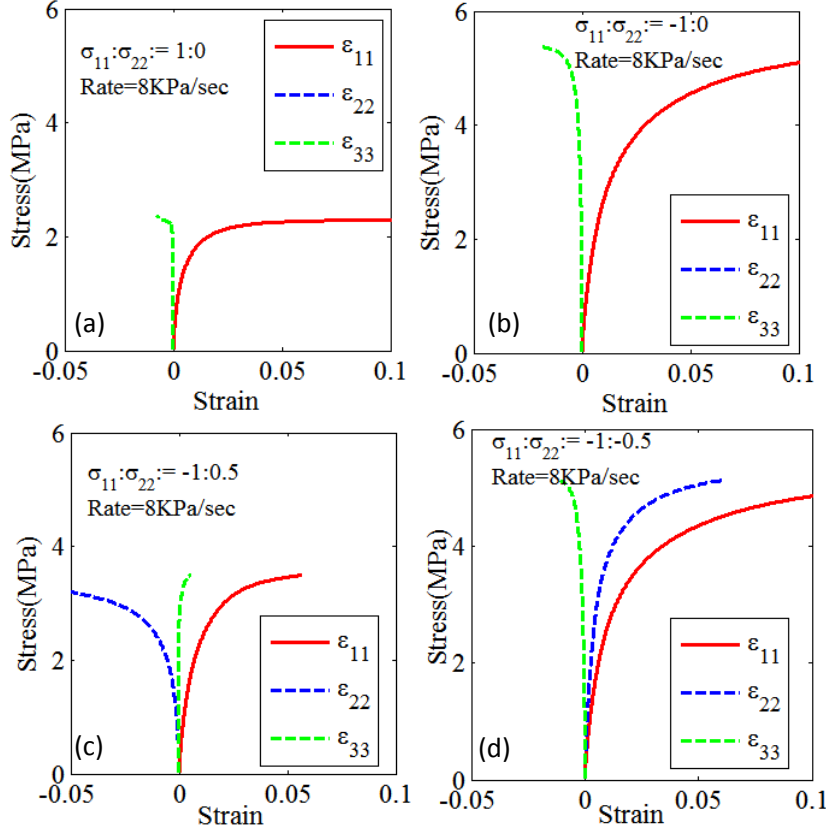 6
4
2
0
Stress(MPa)
σ11:σ22:= 1:0
Rate=8KPa/sec
ε11
ε22
ε33
(a)
-0.05 0 0.05 0.1
Strain
6
4
2
0
Stress(MPa)
σ11:σ22:= -1:0
Rate=8KPa/sec
ε11
ε22
ε33
(b)
-0.05 0 0.05 0.1
Strain
6
4
2
0
Stress(MPa)
σ11:σ22:= -1:0.5
Rate=8KPa/sec
ε11
ε22
ε33
(c)
-0.05 0 0.05 0.1
Strain
6
4
2
0
Stress(MPa)
σ11:σ22:= -1:-0.5
Rate=8KPa/sec
ε11
ε22
ε33
(d)
-0.05 0 0.05 0.1
Strain